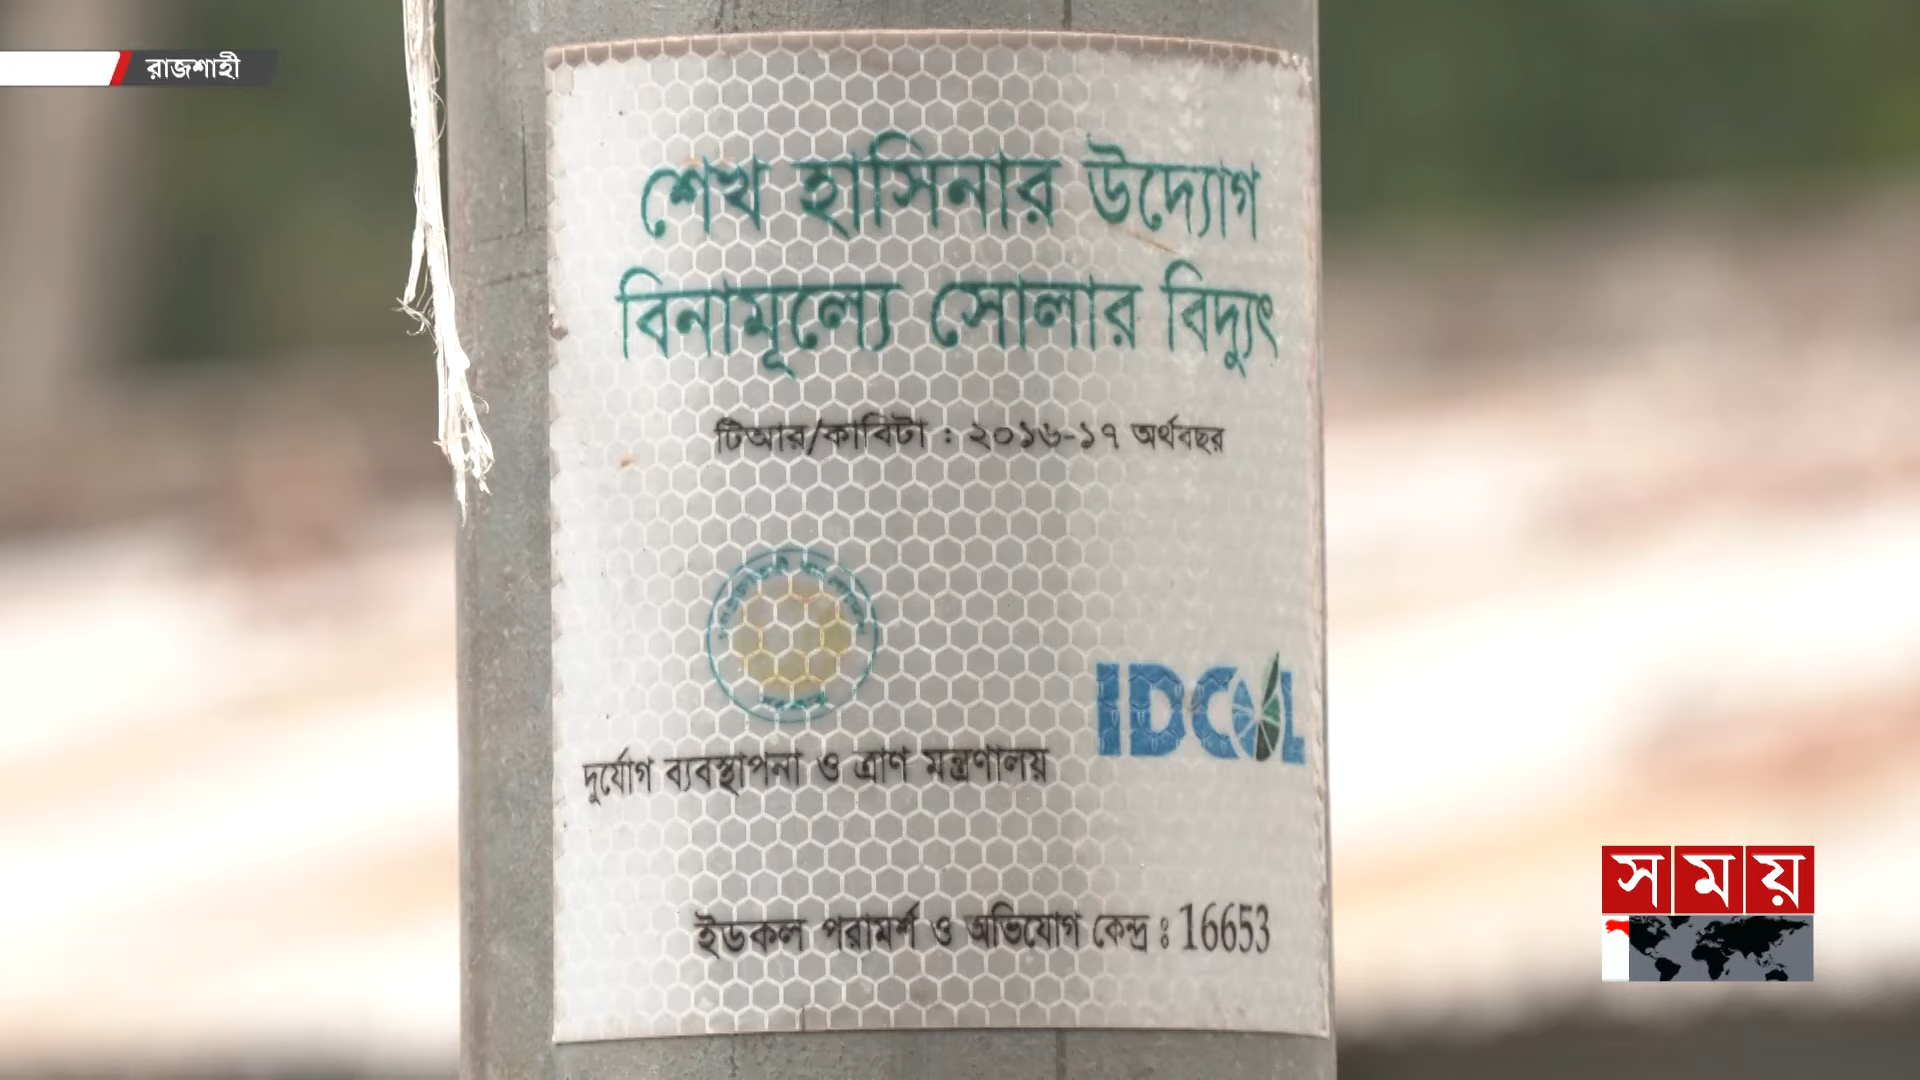 রাজশাহী
শেখ হাসিনার উদ্যোগ
বিনামূল্যে সোলার বিদ্যুৎ
টিআর/কাবিটা : ২০১৬-১৭ অর্থবছর
IDCOL
দুর্যোগ ব্যবস্থাপনা ও ত্রাণ মন্ত্রণালয়
ইডকল পরামর্শ ও অভিযোগ কেন্দ্র : 16653
সময়